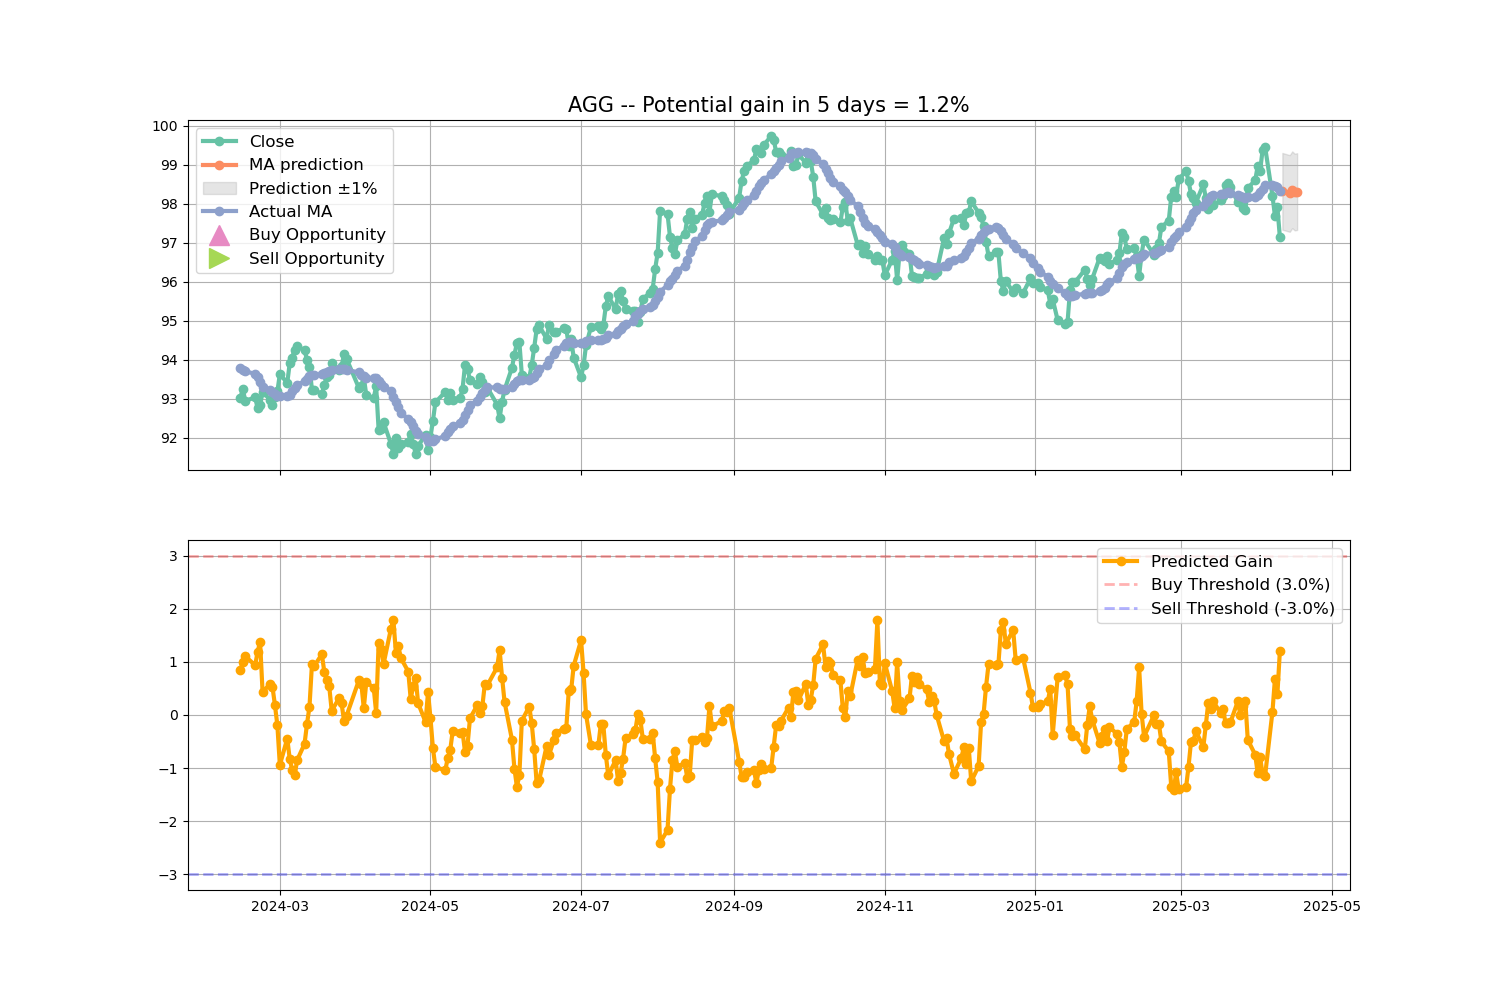 AGG -- Potential gain in 5 days = 1.2%
100
99
98
97
96
95
94
93
92
Close
MA prediction
Prediction ±1%
Actual MA
Buy Opportunity
Sell Opportunity
3
2
1
0
−1
−2
−3
Predicted Gain
Buy Threshold (3.0%)
Sell Threshold (-3.0%)
2024-03
2024-05
2024-07
2024-09
2024-11
2025-01
2025-03
2025-05